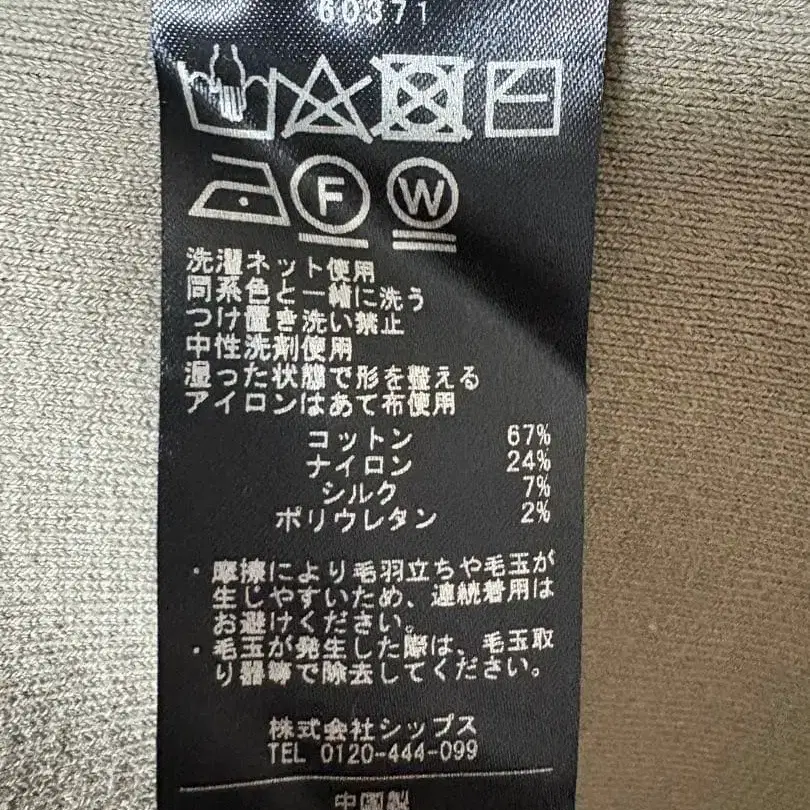 60371
F
W
洗濯ネット使用
同系色と一緒に洗う
つけ置き洗い禁止
中性洗剤使用
湿った状態で形を整える
アイロンはあて布使用
コットン 67%
ナイロン 24%
シルク 7%
ポリウレタン 2%
・摩擦により毛羽立ちや毛玉が
生じやすいため、連続着用は
お避けください。
・毛玉が発生した際は、毛玉取
り器等で除去してください。
株式会社シップス
TEL 0120-444-099
中国製